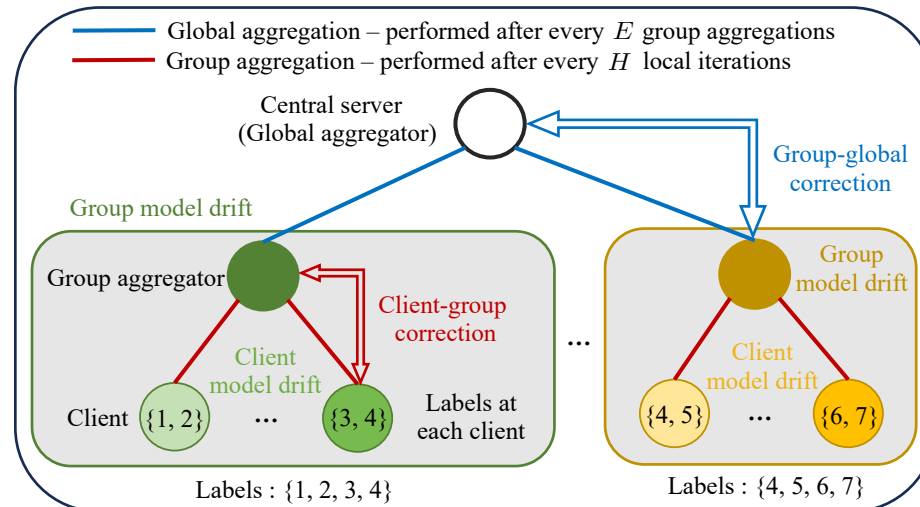 Global aggregation – performed after every E group aggregations
Group aggregation – performed after every H local iterations
Central server
(Global aggregator)
Group-global
correction
Group model drift
Group aggregator
Client-group
correction
Group
model drift
Client
model drift
Client
model drift
...
Client
{1, 2}
...
{3, 4}
Labels at
each client
{4, 5}
...
{6, 7}
Labels : {1, 2, 3, 4}
Labels : {4, 5, 6, 7}